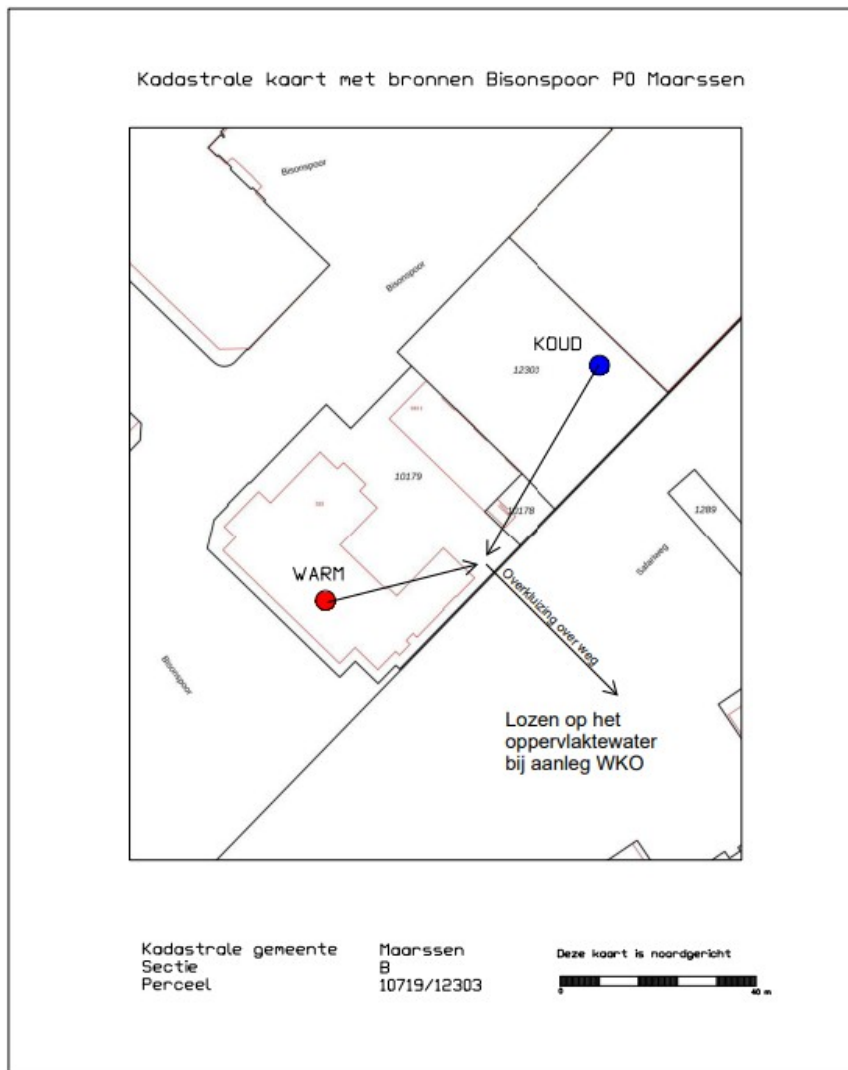 Kadastrale kaart met bronnen Bisonspoor PO Maarssen
Bisonspoor
Bisonspoor
KOUD
12303
10179
10178
1289
Safariweg
WARM
Overkluizing over weg
Bisonspoor
Lozen op het
oppervlaktewater
bij aanleg WKO
Kadastrale gemeente Maarssen
Sectie B
Perceel 10719/12303
Deze kaart is noordgericht
0 40 m